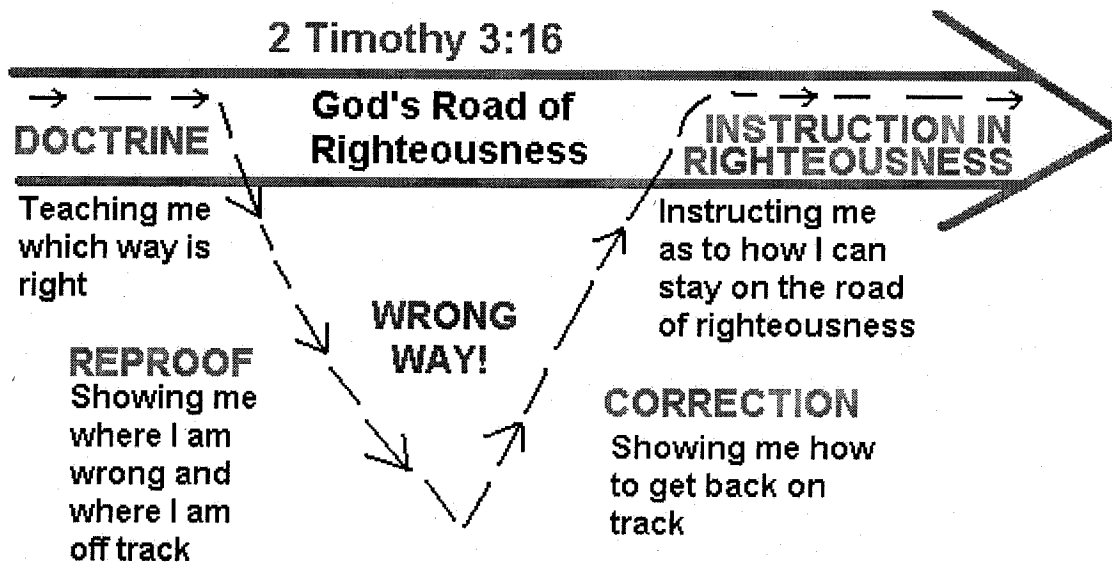 2 Timothy 3:16
God's Road of
Righteousness
DOCTRINE
Teaching me
which way is
right
REPROOF
Showing me
where I am
wrong and
where I am
off track
WRONG
WAY!
CORRECTION
Showing me how
to get back on
track
INSTRUCTION IN
RIGHTEOUSNESS
Instructing me
as to how I can
stay on the road
of righteousness